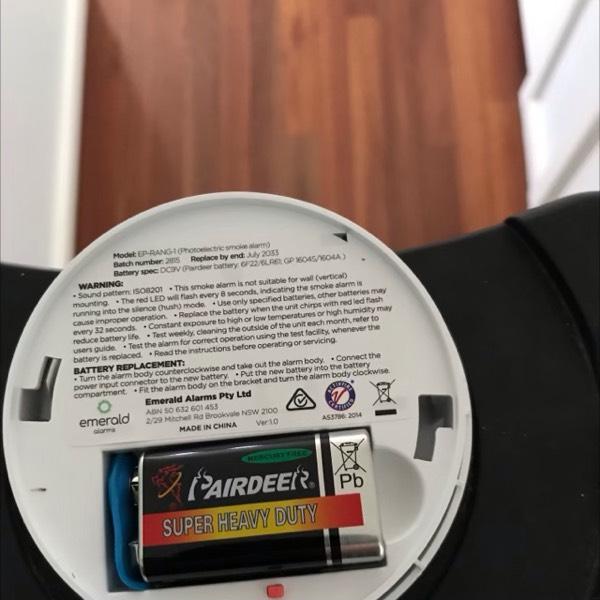 Model: EP-RANG-1 (Photoelectric smoke alarm)
Batch number: 2815 Replace by end: July 2033
Battery spec: DC9V (Pairdeer battery: 6F22/6LR61; GP 1604S/1604A )
WARNING:
• Sound pattern: ISO8201 • This smoke alarm is not suitable for wall (vertical)
mounting. • The red LED will flash every 8 seconds, indicating the smoke alarm is
running into the silence (hush) mode. • Use only specified batteries, other batteries may
cause improper operation. • Replace the battery when the unit chirps with red led flash
every 32 seconds. • Constant exposure to high or low temperatures or high humidity may
reduce battery life. • Test weekly, cleaning the outside of the unit each month, refer to
users guide. • Test the alarm for correct operation using the test facility, whenever the
battery is replaced. • Read the instructions before operating or servicing.
BATTERY REPLACEMENT:
• Turn the alarm body counterclockwise and take out the alarm body. • Connect the
power input connector to the new battery. • Put the new battery into the battery
compartment. • Fit the alarm body on the bracket and turn the alarm body clockwise.
emerald
alarms
Emerald Alarms Pty Ltd
ABN 50 632 601 453
2/29 Mitchell Rd Brookvale NSW 2100
MADE IN CHINA Ver:1.0
AS3786: 2014
MERCURY FREE
PAIRDEER®
SUPER HEAVY DUTY
Pb